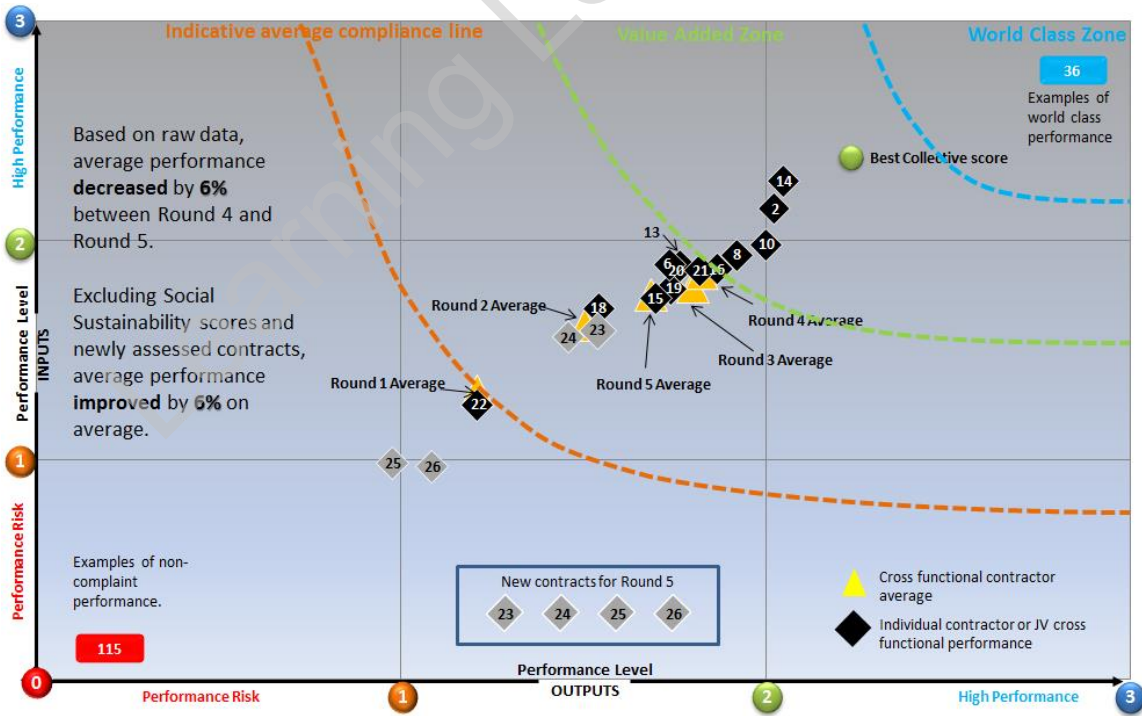 3
Indicative average compliance line
Value Added Zone
World Class Zone
36
Examples of
world class
performance
High Performance
Based on raw data,
average performance
decreased by 6%
between Round 4 and
Round 5.
Best Collective score
14
2
13
10
2
8
6
20
21
16
Excluding Social
Sustainability scores and
newly assessed contracts,
average performance
improved by 6% on
average.
19
15
Round 2 Average
18
24
23
Round 4 Average
Round 3 Average
Round 5 Average
Round 1 Average
22
Performance Level
INPUTS
1
25
26
Performance Risk
Examples of non-
complaint
performance.
115
New contracts for Round 5
23 24 25 26
Cross functional contractor
average
Individual contractor or JV cross
functional performance
0
Performance Level
OUTPUTS
Performance Risk
1
2
High Performance
3